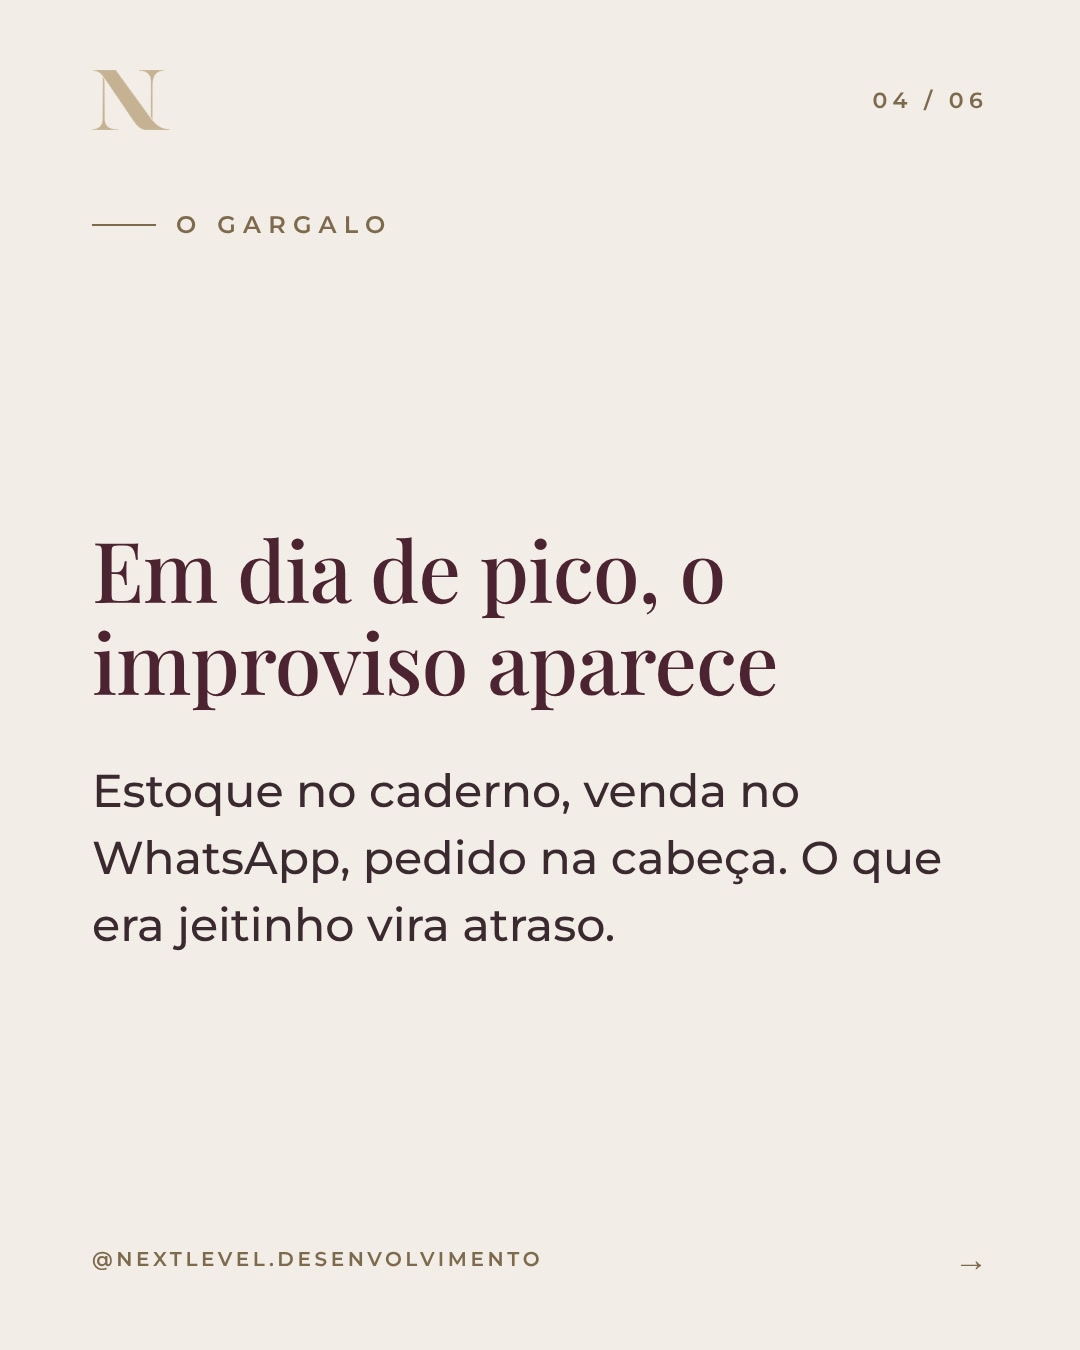 N
04 / 06
O GARGALO
Em dia de pico, o
improviso aparece
Estoque no caderno, venda no
WhatsApp, pedido na cabeça. O que
era jeitinho vira atraso.
@NEXTLEVEL.DESENVOLVIMENTO
→